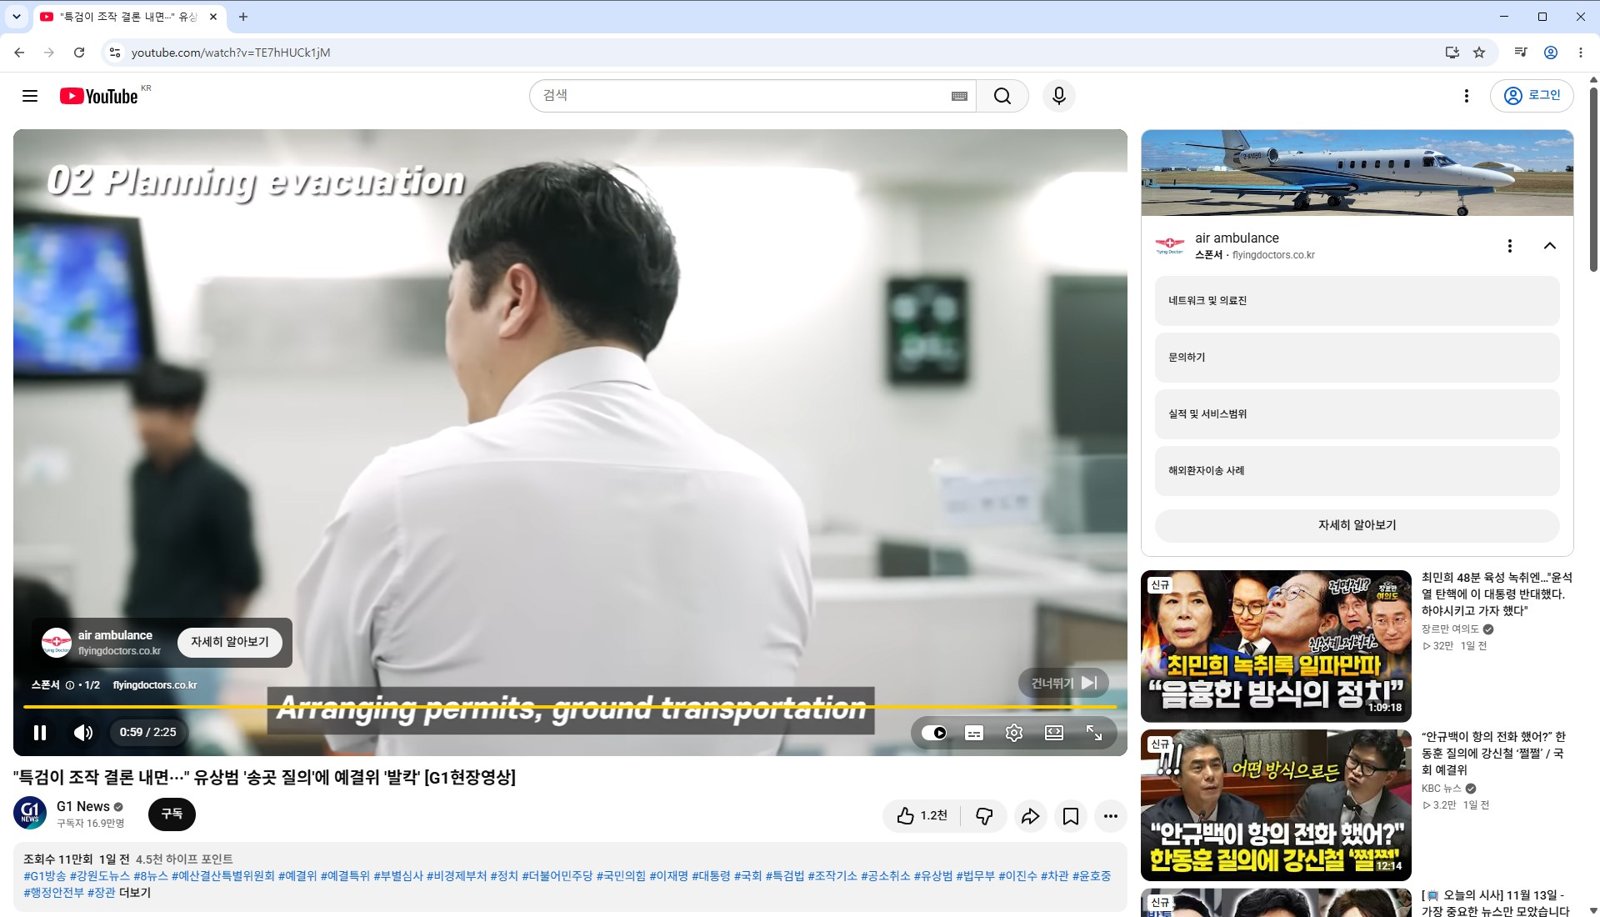 "특검이 조작 결론 내면···" 유상
youtube.com/watch?v=TE7hHUCk1jM
YouTube KR
검색
로그인
02 Planning evacuation
air ambulance
flyingdoctors.co.kr
자세히 알아보기
스폰서 · 1/2 flyingdoctors.co.kr
건너뛰기
Arranging permits, ground transportation
0:59 / 2:25
"특검이 조작 결론 내면···" 유상범 '송곳 질의'에 예결위 '발칵' [G1현장영상]
G1 NEWS
G1 News
구독자 16.9만명
구독
1.2천
조회수 11만회 1일 전 4.5천 하이프 포인트
#G1방송 #강원도뉴스 #8뉴스 #예산결산특별위원회 #예결위 #예결특위 #부별심사 #비경제부처 #정치 #더불어민주당 #국민의힘 #이재명 #대통령 #국회 #특검법 #조작기소 #공소취소 #유상범 #법무부 #이진수 #차관 #윤호중
#행정안전부 #장관 더보기
air ambulance
스폰서 · flyingdoctors.co.kr
네트워크 및 의료진
문의하기
실적 및 서비스범위
해외환자이송 사례
자세히 알아보기
신규
전면전!?
장르만 여의도
친청계.저격다..
최민희 녹취록 일파만파
"음흉한 방식의 정치"
1:09:18
최민희 48분 육성 녹취엔..."윤석
열 탄핵에 이 대통령 반대했다.
하야시키고 가자 했다"
장르만 여의도
32만 1일 전
신규
?!!
어떤 방식으로든
"안규백이 항의 전화 했어?"
한동훈 질의에 강신철 '쩔쩔'
12:14
"안규백이 항의 전화 했어?" 한
동훈 질의에 강신철 '쩔쩔' / 국
회 예결위
KBC 뉴스
3.2만 1일 전
신규
[오늘의 시사] 11월 13일 -
가장 중요한 뉴스만 모았습니다